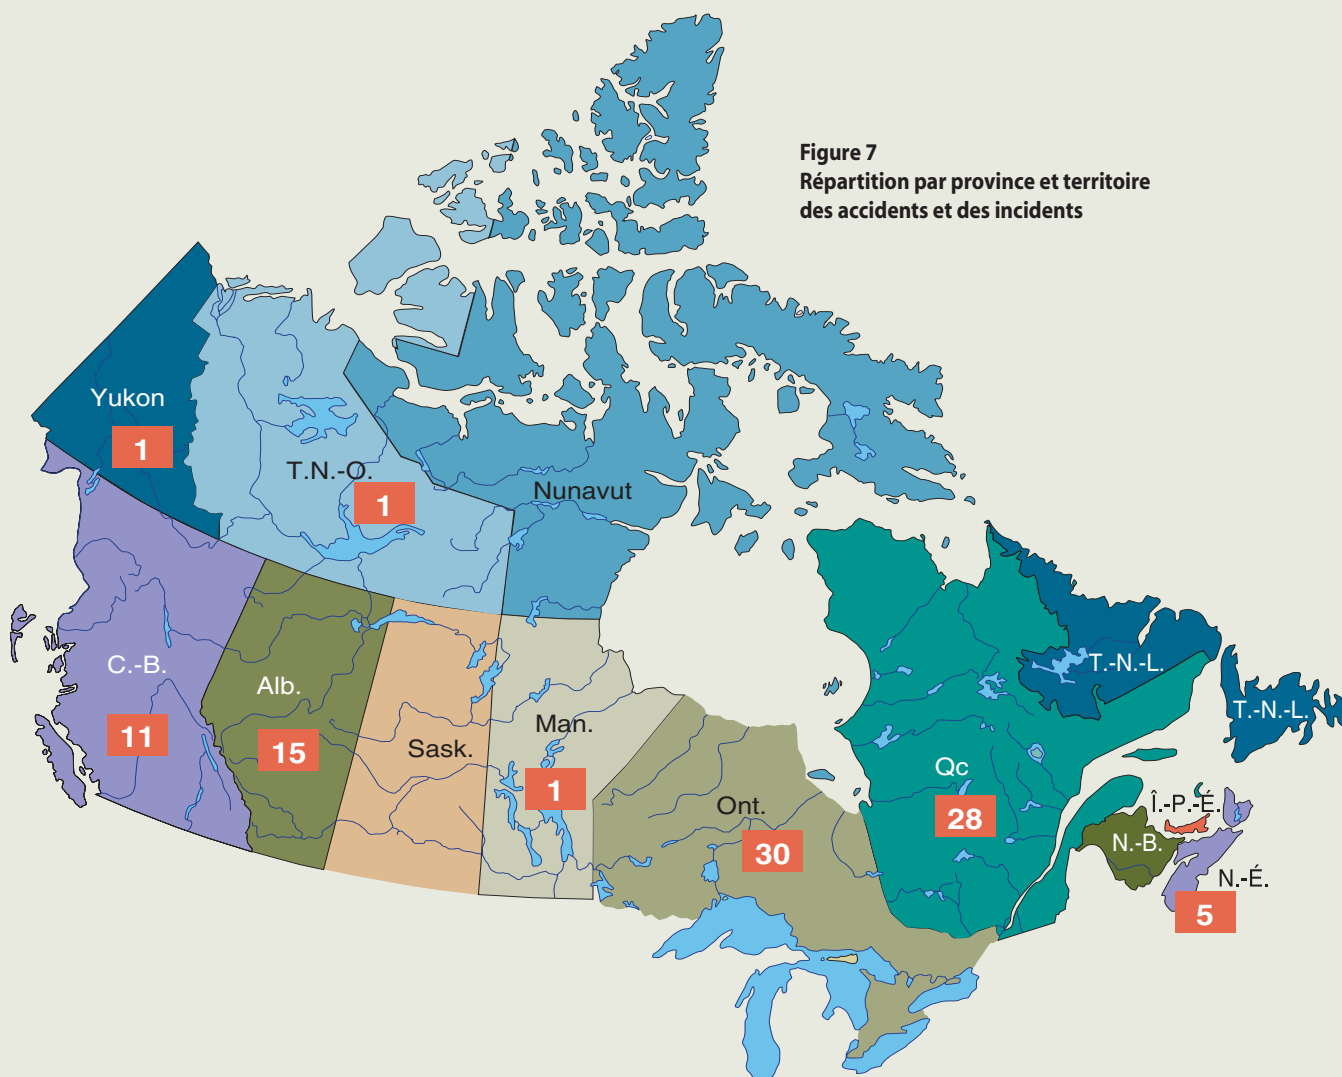 Figure 7
Répartition par province et territoire
des accidents et des incidents
Yukon
1
T.N.-O.
1
Nunavut
C.-B.
11
Alb.
15
Sask.
Man.
1
Ont.
30
Qc
28
T.-N.-L.
T.-N.-L.
Î.-P.-É.
N.-B.
N.-É.
5